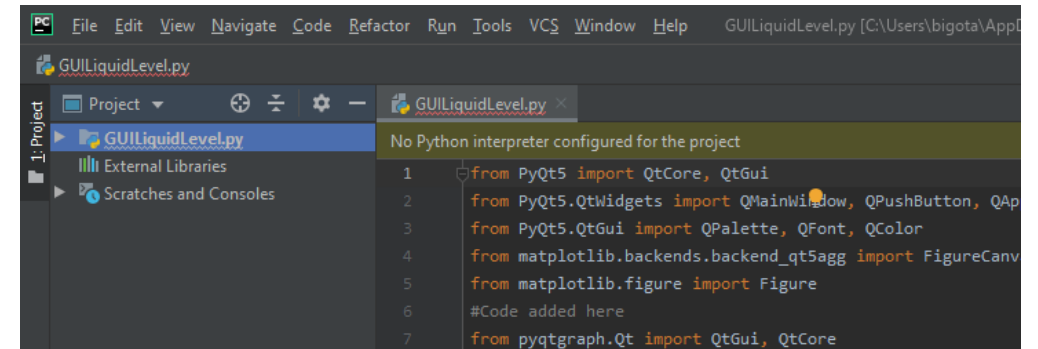 PC File Edit View Navigate Code Refactor Run Tools VCS Window Help GUILiquidLevel.py [C:\Users\bigota\AppD
GUILiquidLevel.py
1: Project
Project
GUILiquidLevel.py
External Libraries
Scratches and Consoles
GUILiquidLevel.py
No Python interpreter configured for the project
1 from PyQt5 import QtCore, QtGui
2 from PyQt5.QtWidgets import QMainWindow, QPushButton, QAp
3 from PyQt5.QtGui import QPalette, QFont, QColor
4 from matplotlib.backends.backend_qt5agg import FigureCanv
5 from matplotlib.figure import Figure
6 #Code added here
7 from pyqtgraph.Qt import QtGui, QtCore